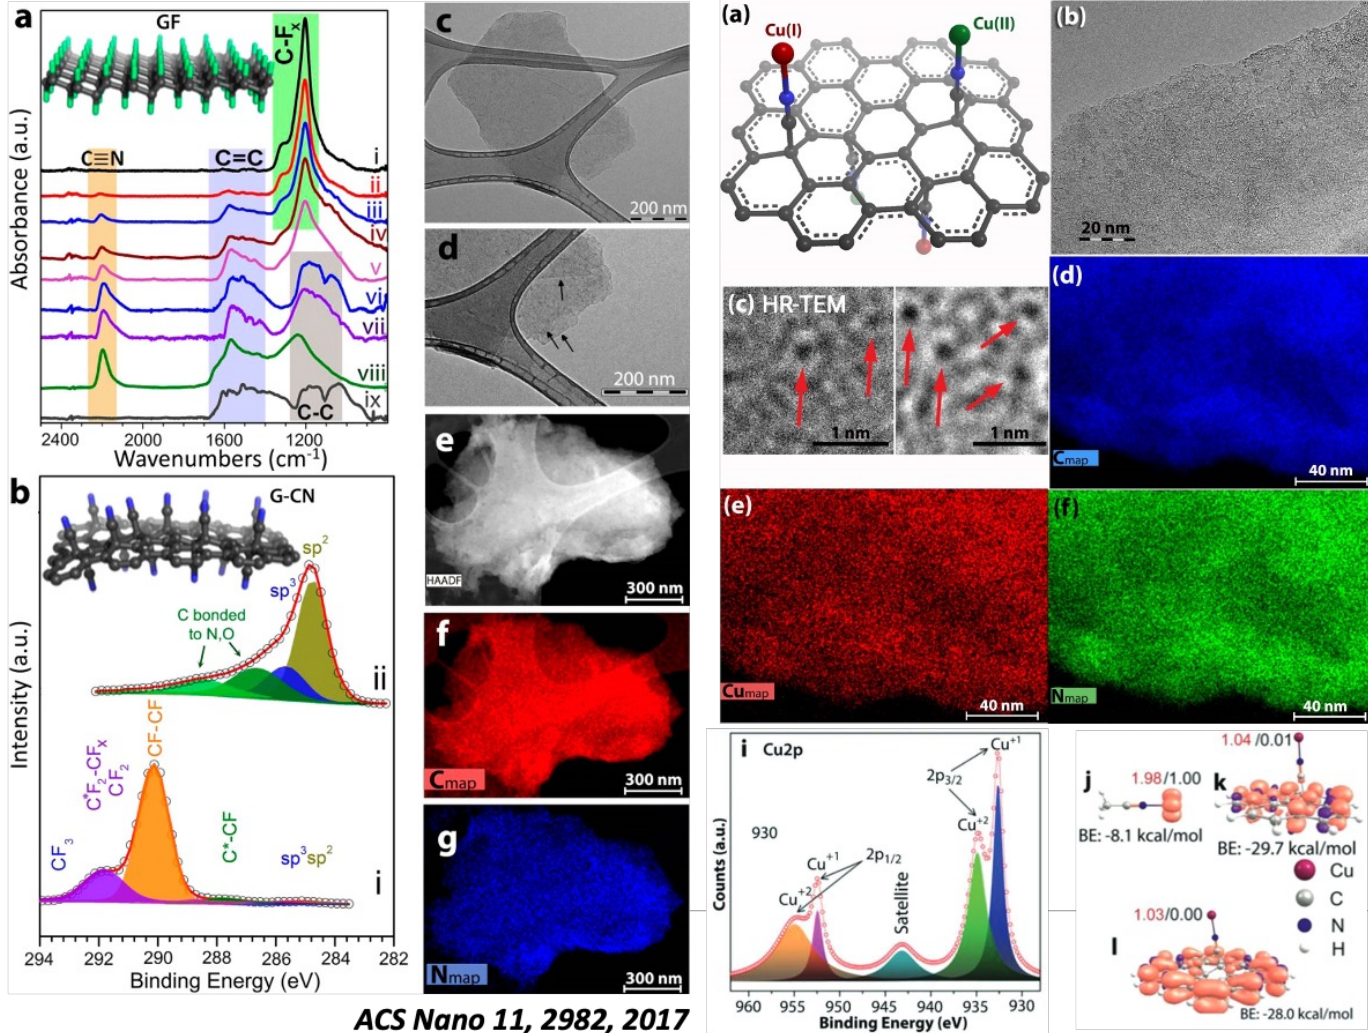 a
GF
C-Fx
C≡N
C=C
i
ii
iii
iv
v
vi
vii
viii
ix
C-C
Absorbance (a.u.)
2400
2000
1600
1200
Wavenumbers (cm-1)
b
G-CN
sp2
sp3
C bonded
to N,O
ii
CF-CF
C*F2-CFx
CF2
CF3
C*-CF
sp3sp2
i
Intensity (a.u.)
294
292
290
288
286
284
282
Binding Energy (eV)
c
200 nm
d
200 nm
e
HAADF
300 nm
f
Cmap
300 nm
g
Nmap
300 nm
ACS Nano 11, 2982, 2017
(a)
Cu(I)
Cu(II)
(b)
20 nm
(c) HR-TEM
1 nm
1 nm
(d)
Cmap
40 nm
(e)
Cumap
40 nm
(f)
Nmap
40 nm
i Cu2p
Cu+1
2p3/2
Cu+2
930
Cu+1
2p1/2
Cu+2
Satellite
Counts (a.u.)
960
955
950
945
940
935
930
Binding Energy (eV)
j
1.98/1.00
BE: -8.1 kcal/mol
1.04 /0.01
k
BE: -29.7 kcal/mol
Cu
C
N
H
1.03/0.00
l
BE: -28.0 kcal/mol